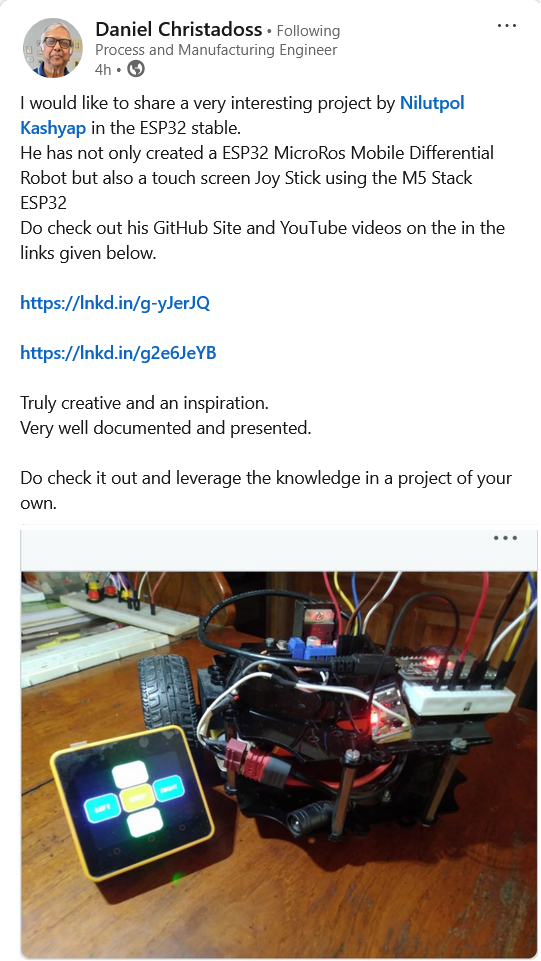 Daniel Christadoss • Following
Process and Manufacturing Engineer
4h •
I would like to share a very interesting project by Nilutpol
Kashyap in the ESP32 stable.
He has not only created a ESP32 MicroRos Mobile Differential
Robot but also a touch screen Joy Stick using the M5 Stack
ESP32
Do check out his GitHub Site and YouTube videos on the in the
links given below.
https://lnkd.in/g-yJerJQ
https://lnkd.in/g2e6JeYB
Truly creative and an inspiration.
Very well documented and presented.
Do check it out and leverage the knowledge in a project of your
own.
LEFT
RIGHT